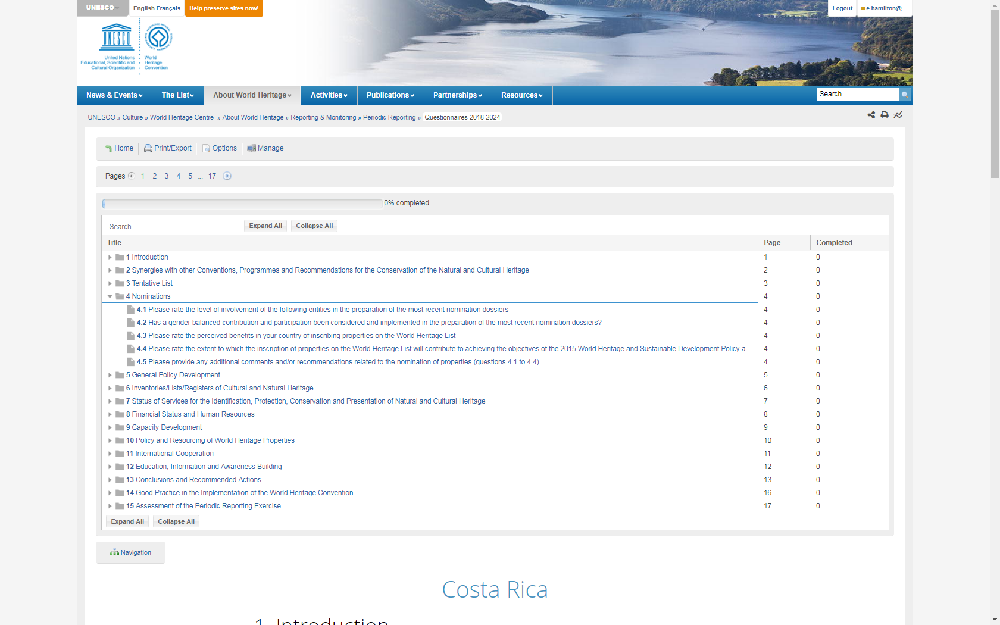 UNESCO
English Français
Help preserve sites now!
Logout
e.hamilton@ ...
UNESCO
United Nations
Educational, Scientific and
Cultural Organization
World
Heritage
Convention
News & Events
The List
About World Heritage
Activities
Publications
Partnerships
Resources
Search
UNESCO » Culture » World Heritage Centre » About World Heritage » Reporting & Monitoring » Periodic Reporting » Questionnaires 2018-2024
Home
Print/Export
Options
Manage
Pages 1 2 3 4 5 ... 17
0% completed
Search
Expand All
Collapse All
Title Page Completed
1 Introduction 1 0
2 Synergies with other Conventions, Programmes and Recommendations for the Conservation of the Natural and Cultural Heritage 2 0
3 Tentative List 3 0
4 Nominations 4 0
4.1 Please rate the level of involvement of the following entities in the preparation of the most recent nomination dossiers 4 0
4.2 Has a gender balanced contribution and participation been considered and implemented in the preparation of the most recent nomination dossiers? 4 0
4.3 Please rate the perceived benefits in your country of inscribing properties on the World Heritage List 4 0
4.4 Please rate the extent to which the inscription of properties on the World Heritage List will contribute to achieving the objectives of the 2015 World Heritage and Sustainable Development Policy a... 4 0
4.5 Please provide any additional comments and/or recommendations related to the nomination of properties (questions 4.1 to 4.4). 4 0
5 General Policy Development 5 0
6 Inventories/Lists/Registers of Cultural and Natural Heritage 6 0
7 Status of Services for the Identification, Protection, Conservation and Presentation of Natural and Cultural Heritage 7 0
8 Financial Status and Human Resources 8 0
9 Capacity Development 9 0
10 Policy and Resourcing of World Heritage Properties 10 0
11 International Cooperation 11 0
12 Education, Information and Awareness Building 12 0
13 Conclusions and Recommended Actions 13 0
14 Good Practice in the Implementation of the World Heritage Convention 16 0
15 Assessment of the Periodic Reporting Exercise 17 0
Expand All
Collapse All
Navigation
Costa Rica
1. Introduction